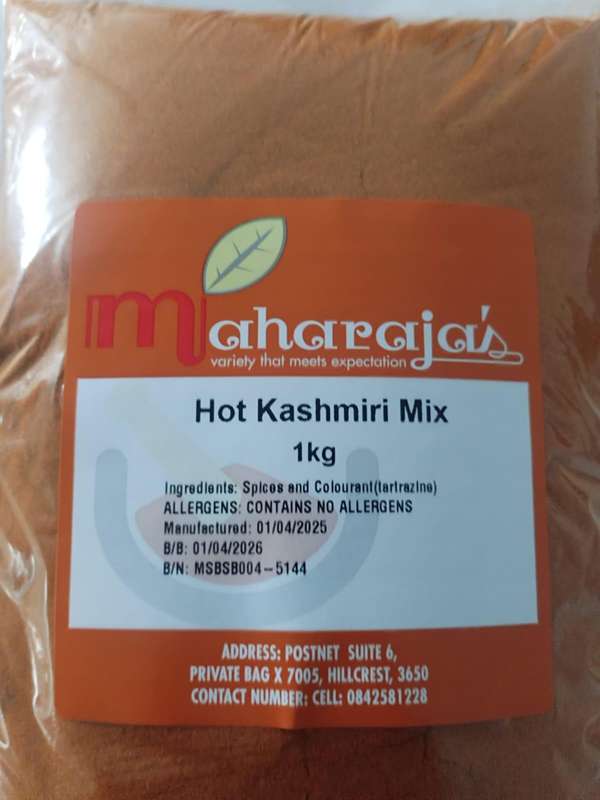 maharaja's
variety that meets expectation
Hot Kashmiri Mix
1kg
Ingredients: Spices and Colourant(tartrazine)
ALLERGENS: CONTAINS NO ALLERGENS
Manufactured: 01/04/2025
B/B: 01/04/2026
B/N: MSBSB004-5144
ADDRESS: POSTNET SUITE 6,
PRIVATE BAG X 7005, HILLCREST, 3650
CONTACT NUMBER: CELL: 0842581228